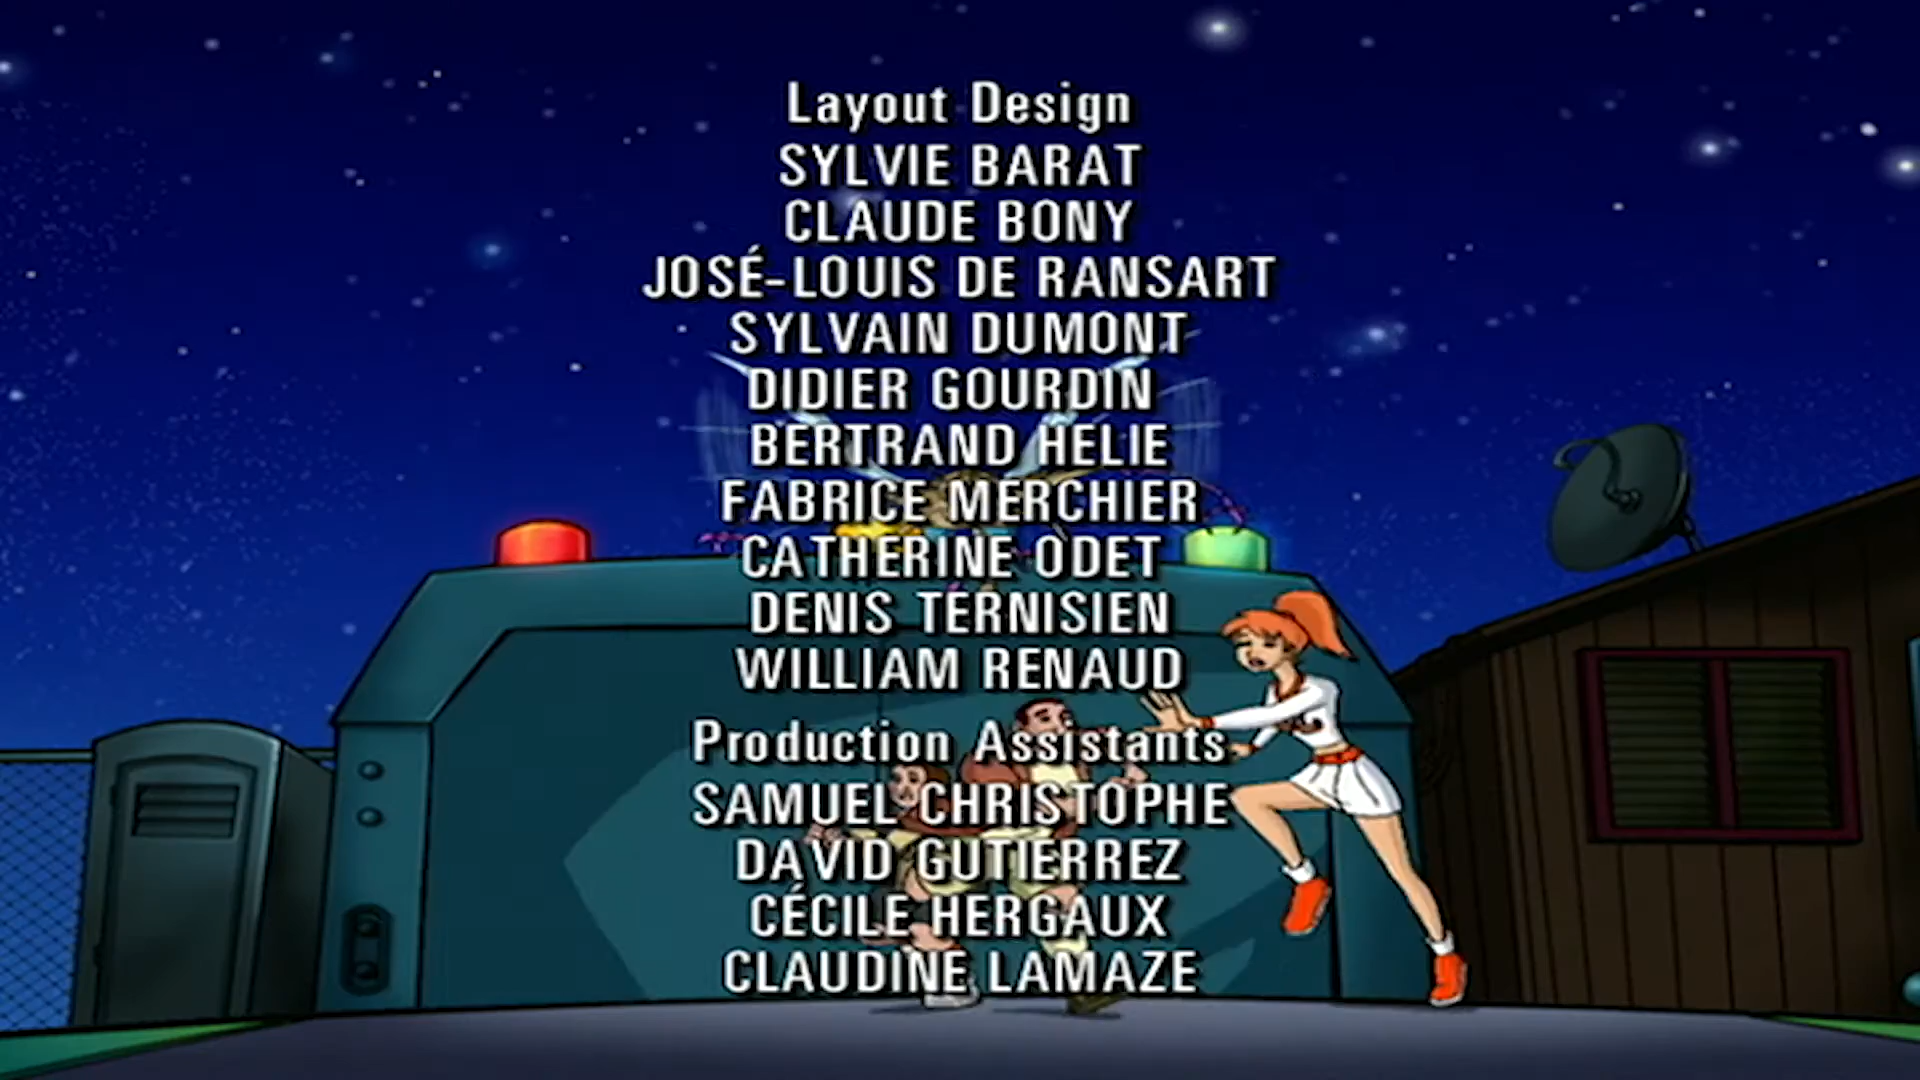 Layout Design
SYLVIE BARAT
CLAUDE BONY
JOSÉ-LOUIS DE RANSART
SYLVAIN DUMONT
DIDIER GOURDIN
BERTRAND HELIE
FABRICE MERCHIER
CATHERINE ODET
DENIS TERNISIEN
WILLIAM RENAUD
Production Assistants
SAMUEL CHRISTOPHE
DAVID GUTIERREZ
CÉCILE HERGAUX
CLAUDINE LAMAZE